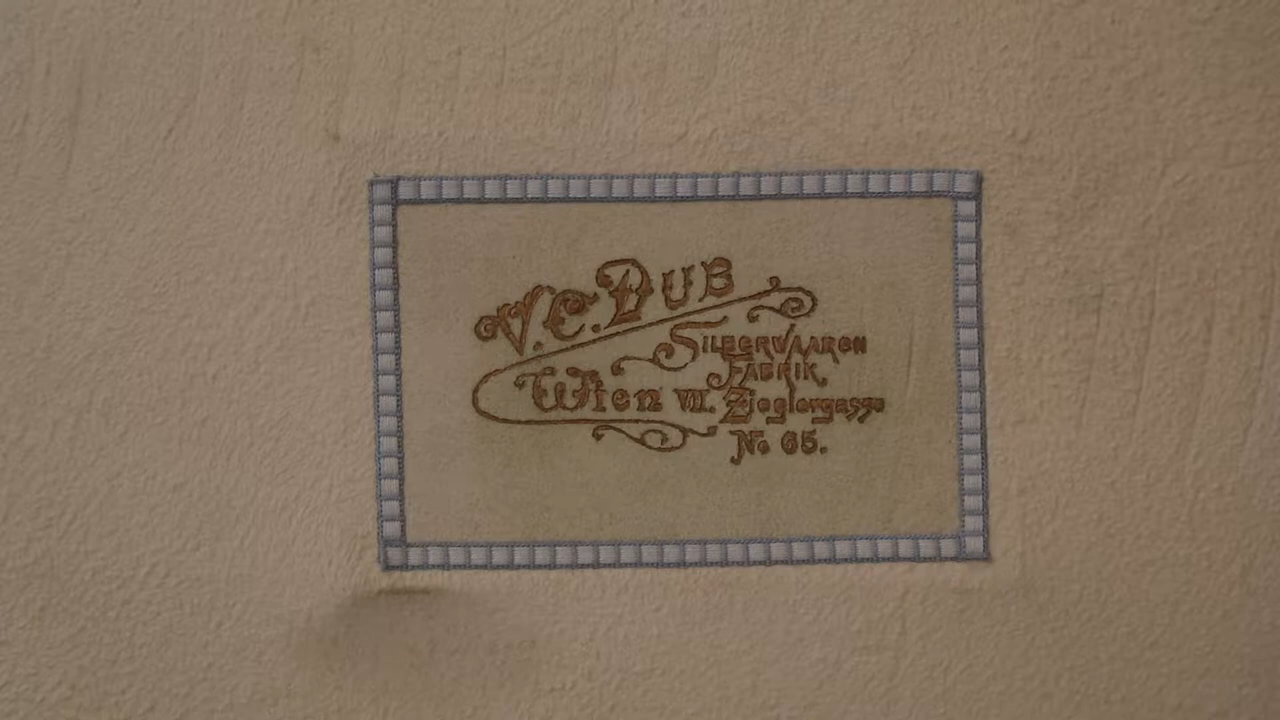 V.C. DUB
SILBERWAAREN
FABRIK,
Wien VII. Zieglergasse
No. 65.